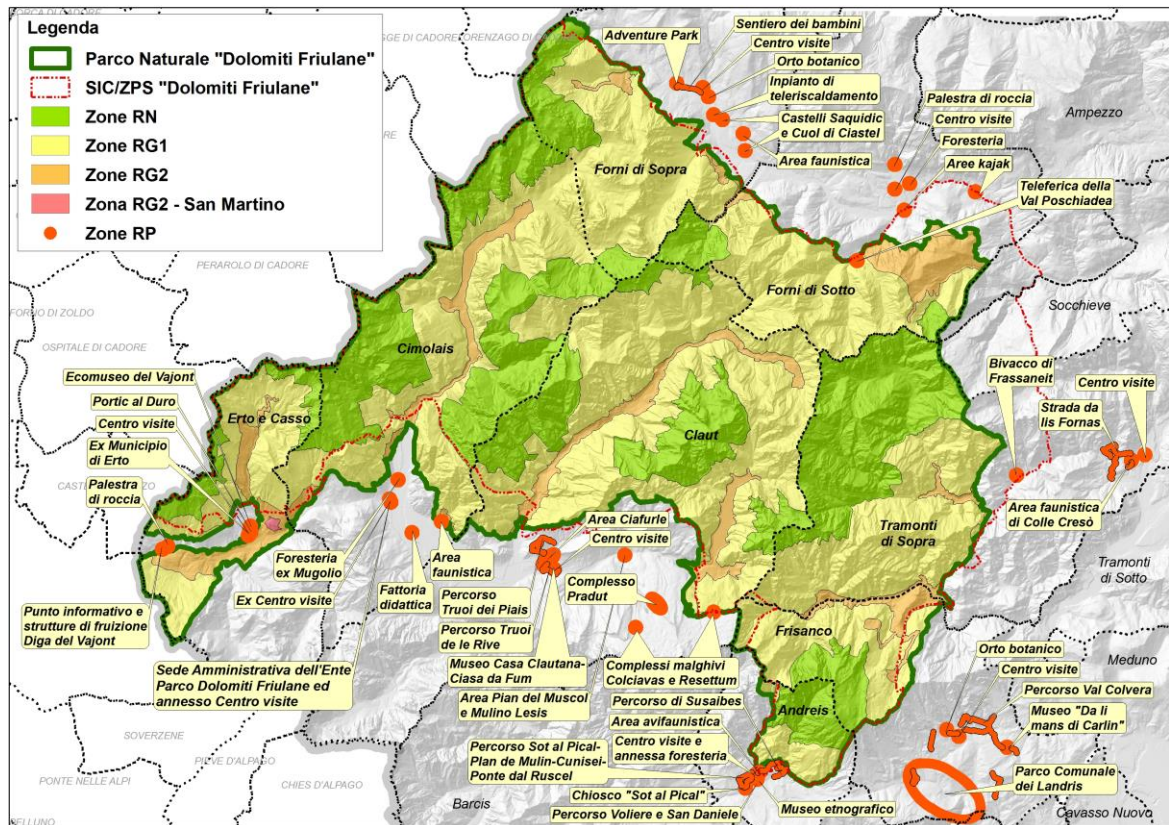 Legenda
Parco Naturale "Dolomiti Friulane"
SIC/ZPS "Dolomiti Friulane"
Zone RN
Zone RG1
Zone RG2
Zona RG2 - San Martino
Zone RP
LORENZAGO DI
PERAROLO DI CADORE
FORNO DI ZOLDO
OSPITALE DI CADORE
SOVERZENE
PONTE NELLE ALPI
PIEVE D'ALPAGO
CHIES D'ALPAGO
BELLUNO
Adventure Park
Sentiero dei bambini
Centro visite
Orto botanico
Inpianto di
teleriscaldamento
Castelli Saquidic
e Cuol di Ciastel
Area faunistica
Palestra di roccia
Centro visite
Foresteria
Aree kajak
Teleferica della
Val Poschiadea
Ampezzo
Forni di Sopra
Forni di Sotto
Socchieve
Cimolais
Erto e Casso
Claut
Tramonti
di Sopra
Frisanco
Andreis
Barcis
Tramonti
di Sotto
Meduno
Cavasso Nuovo
Ecomuseo del Vajont
Portic al Duro
Centro visite
Ex Municipio
di Erto
Palestra
di roccia
Punto informativo e
strutture di fruizione
Diga del Vajont
Foresteria
ex Mugolio
Ex Centro visite
Sede Amministrativa dell'Ente
Parco Dolomiti Friulane ed
annesso Centro visite
Fattoria
didattica
Area
faunistica
Area Ciafurle
Centro visite
Percorso
Truoi dei Piais
Percorso Truoi
de le Rive
Museo Casa Clautana-
Ciasa da Fum
Area Plan del Muscol
e Mulino Lesis
Complesso
Pradut
Complessi malghivi
Colciavas e Resettum
Percorso di Susaibes
Area avifaunistica
Centro visite e
annessa foresteria
Percorso Sot al Pical-
Plan de Mulin-Cunisei-
Ponte dal Ruscel
Chiosco "Sot al Pical"
Percorso Voliere e San Daniele
Museo etnografico
Bivacco di
Frassaneit
Centro visite
Strada da
lis Fornas
Area faunistica
di Colle Cresò
Orto botanico
Centro visite
Percorso Val Colvera
Museo "Da li
mans di Carlin"
Parco Comunale
dei Landris